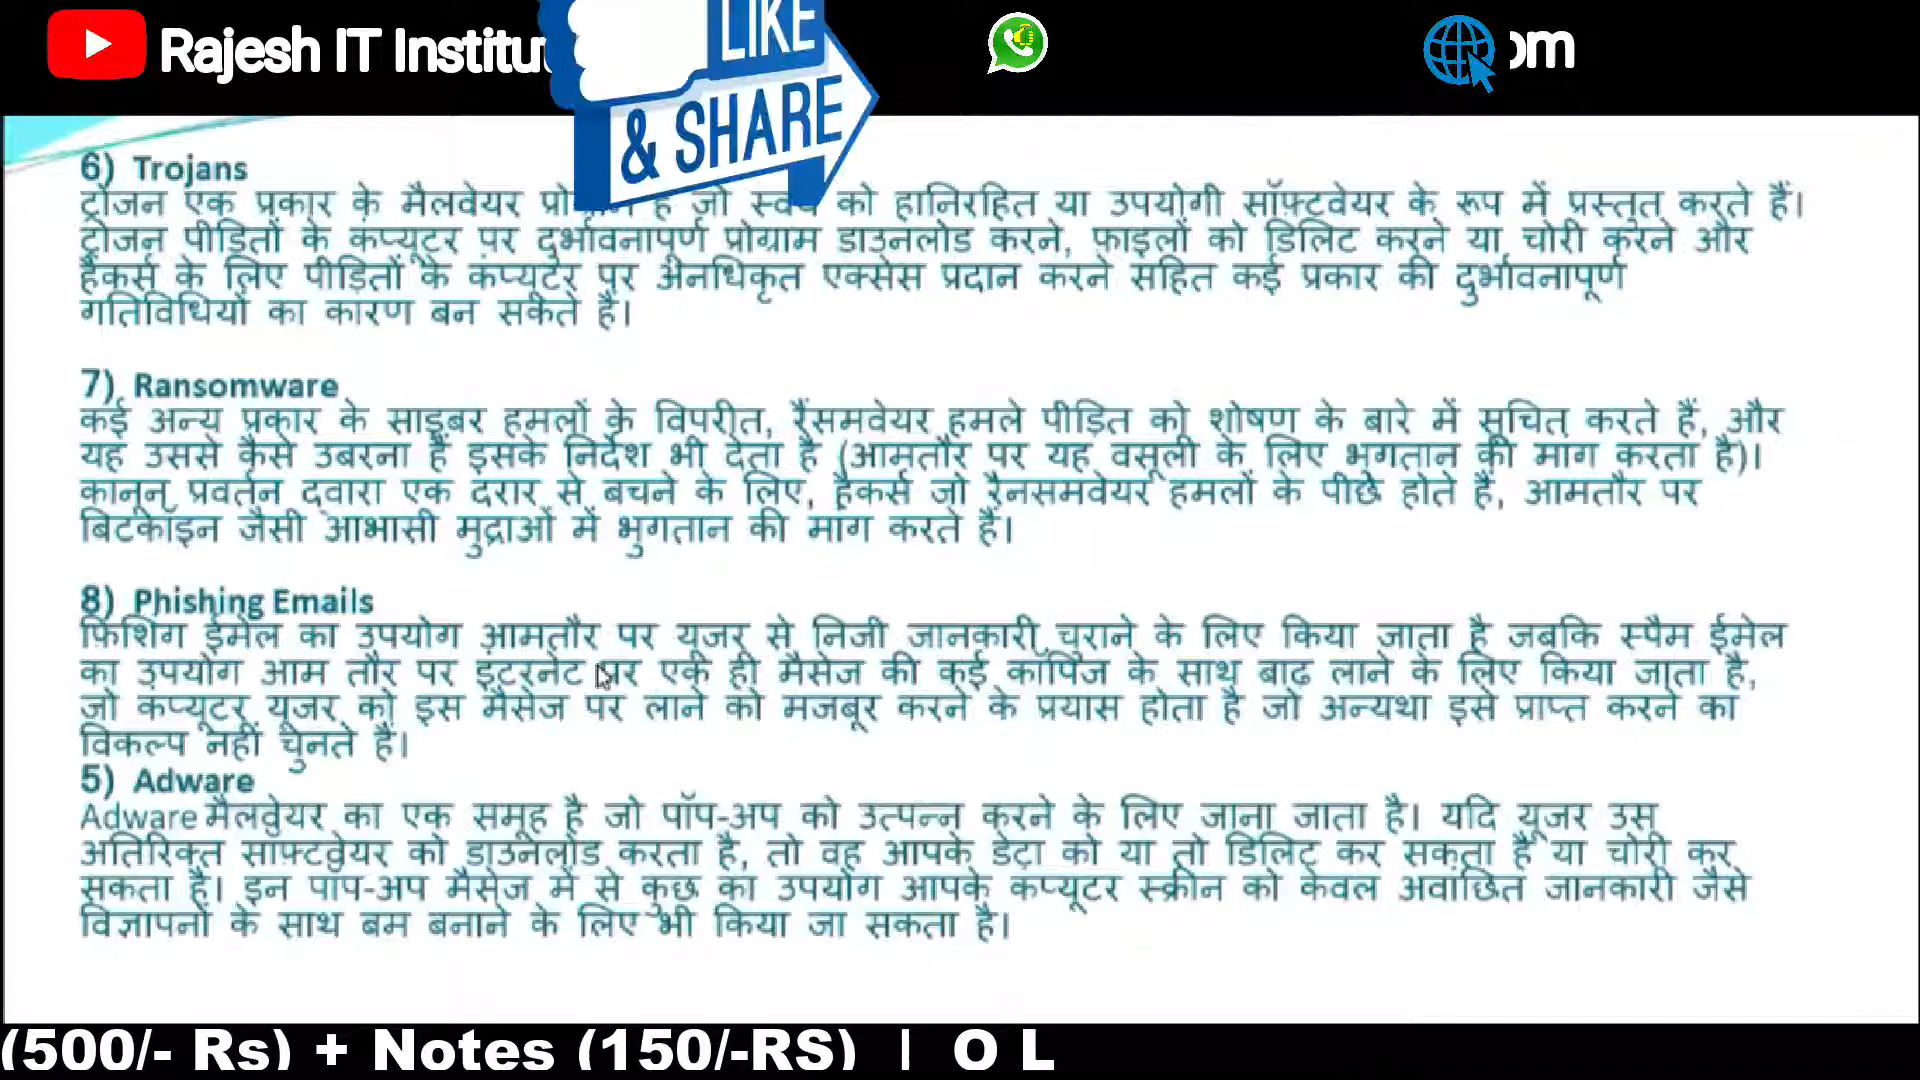 Rajesh IT Institu
LIKE
& SHARE
om
6) Trojans
ट्रोजन एक प्रकार के मैलवेयर हैं जो स्वयं को हानिरहित या उपयोगी सॉफ़्टवेयर के रूप में प्रस्तुत करते हैं।
ट्रोजन पीड़ितों के कंप्यूटर पर दुर्भावनापूर्ण प्रोग्राम डाउनलोड करने, फ़ाइलों को डिलिट करने या चोरी करने और
हैकर्स के लिए पीड़ितों के कंप्यूटर पर अनधिकृत एक्सेस प्रदान करने सहित कई प्रकार की दुर्भावनापूर्ण
गतिविधियों का कारण बन सकते हैं।
7) Ransomware
कई अन्य प्रकार के साइबर हमलों के विपरीत, रैंसमवेयर हमले पीड़ित को शोषण के बारे में सूचित करते हैं, और
यह उससे कैसे उबरना हैं इसके निर्देश भी देता है (आमतौर पर यह वसूली के लिए भुगतान की मांग करता है)।
कानून प्रवर्तन द्वारा एक दरार से बचने के लिए, हैकर्स जो रैनसमवेयर हमलों के पीछे होते हैं, आमतौर पर
बिटकॉइन जैसी आभासी मुद्राओं में भुगतान की मांग करते हैं।
8) Phishing Emails
फ़िशिंग ईमेल का उपयोग आमतौर पर यूजर से निजी जानकारी चुराने के लिए किया जाता है जबकि स्पैम ईमेल
का उपयोग आम तौर पर इंटरनेट पर एक ही मैसेज की कई कॉपिज के साथ बाढ़ लाने के लिए किया जाता है,
जो कंप्यूटर यूजर को इस मैसेज पर लाने को मजबूर करने के प्रयास होता है जो अन्यथा इसे प्राप्त करने का
विकल्प नहीं चुनते हैं।
5) Adware
Adware मैलवेयर का एक समूह है जो पॉप-अप को उत्पन्न करने के लिए जाना जाता है। यदि यूजर उस
अतिरिक्त सॉफ़्टवेयर को डाउनलोड करता है, तो वह आपके डेटा को या तो डिलिट कर सकता हैं या चोरी कर
सकता हैं। इन पॉप-अप मैसेज में से कुछ का उपयोग आपके कंप्यूटर स्क्रीन को केवल अवांछित जानकारी जैसे
विज्ञापनों के साथ बम बनाने के लिए भी किया जा सकता है।
(500/- Rs) + Notes (150/-RS) | O L